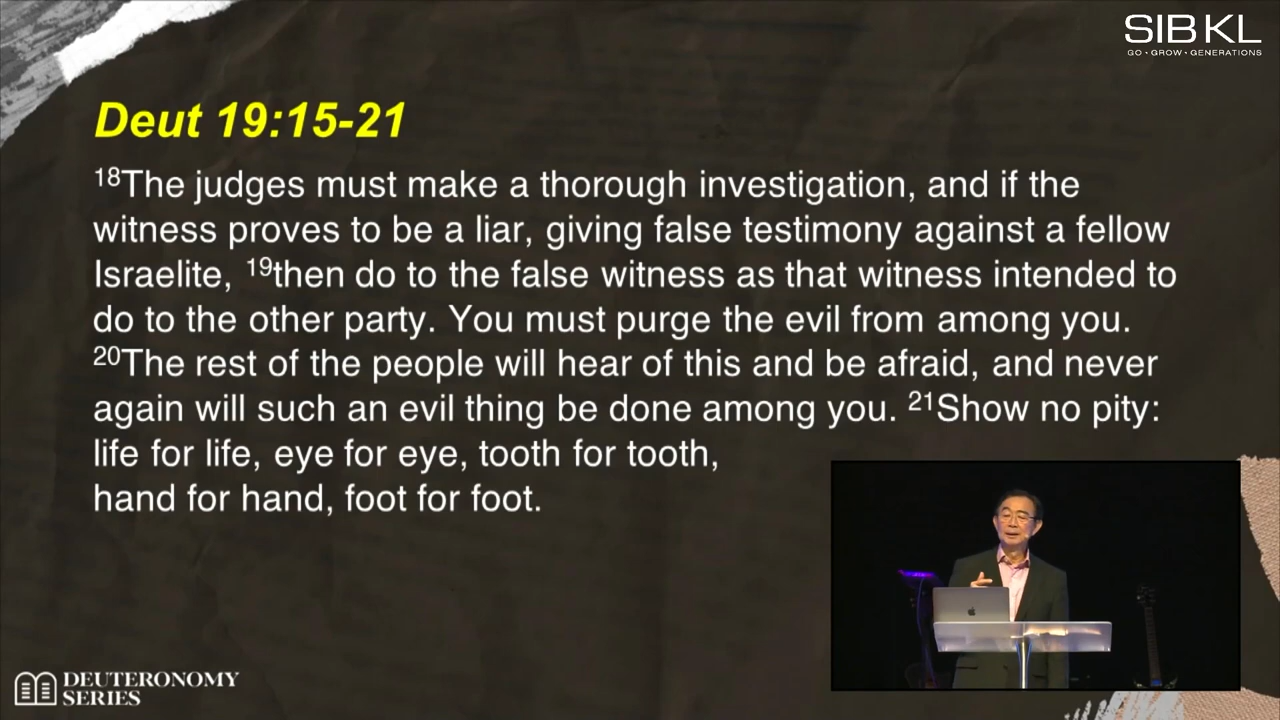 SIBKL
GO • GROW • GENERATIONS
Deut 19:15-21
18The judges must make a thorough investigation, and if the
witness proves to be a liar, giving false testimony against a fellow
Israelite, 19then do to the false witness as that witness intended to
do to the other party. You must purge the evil from among you.
20The rest of the people will hear of this and be afraid, and never
again will such an evil thing be done among you. 21Show no pity:
life for life, eye for eye, tooth for tooth,
hand for hand, foot for foot.
DEUTERONOMY
SERIES